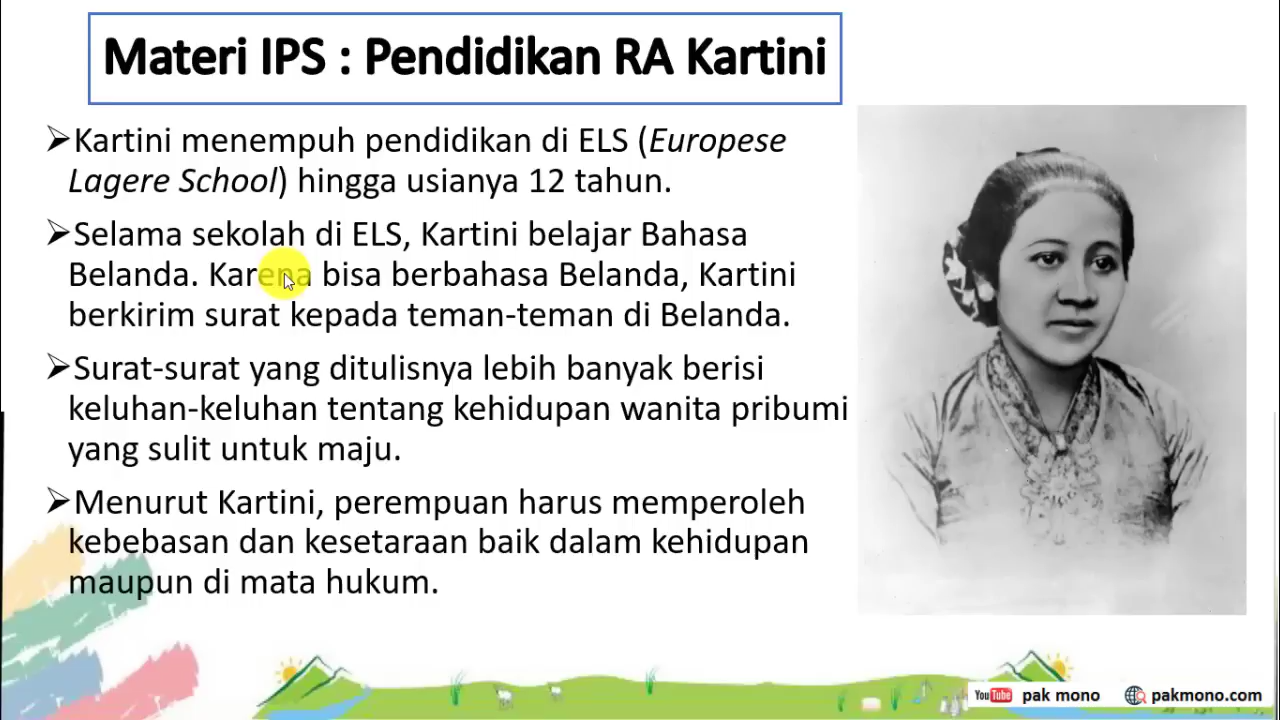 Materi IPS : Pendidikan RA Kartini
➢Kartini menempuh pendidikan di ELS (Europese
Lagere School) hingga usianya 12 tahun.
➢Selama sekolah di ELS, Kartini belajar Bahasa
Belanda. Karena bisa berbahasa Belanda, Kartini
berkirim surat kepada teman-teman di Belanda.
➢Surat-surat yang ditulisnya lebih banyak berisi
keluhan-keluhan tentang kehidupan wanita pribumi
yang sulit untuk maju.
➢Menurut Kartini, perempuan harus memperoleh
kebebasan dan kesetaraan baik dalam kehidupan
maupun di mata hukum.
YouTube pak mono pakmono.com